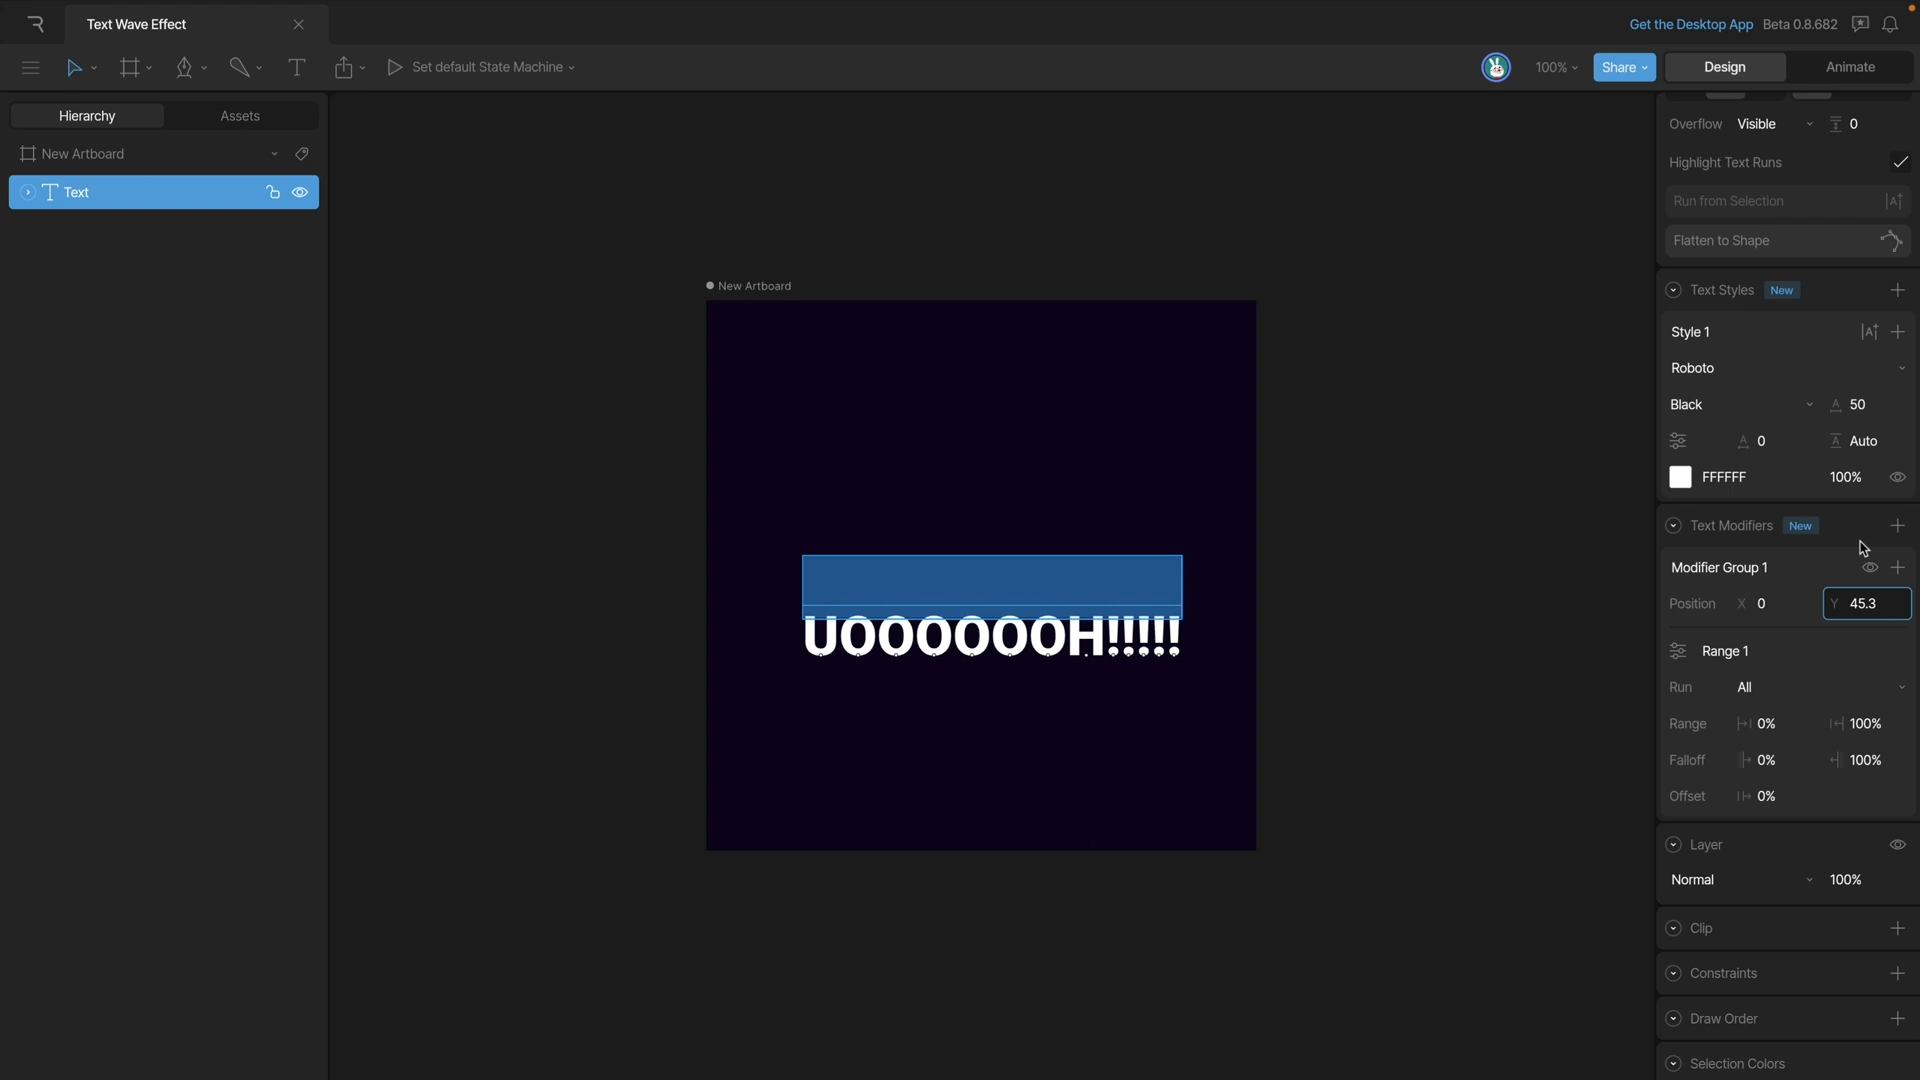 Text Wave Effect
Get the Desktop App Beta 0.8.682
Set default State Machine
100%
Share
Design
Animate
Hierarchy
Assets
New Artboard
Text
New Artboard
UOOOOOOH!!!!!
Overflow Visible 0
Highlight Text Runs
Run from Selection
Flatten to Shape
Text Styles New
Style 1
Roboto
Black 50
0 Auto
FFFFFF 100%
Text Modifiers New
Modifier Group 1
Position X 0 Y 45.3
Range 1
Run All
Range 0% 100%
Falloff 0% 100%
Offset 0%
Layer
Normal 100%
Clip
Constraints
Draw Order
Selection Colors